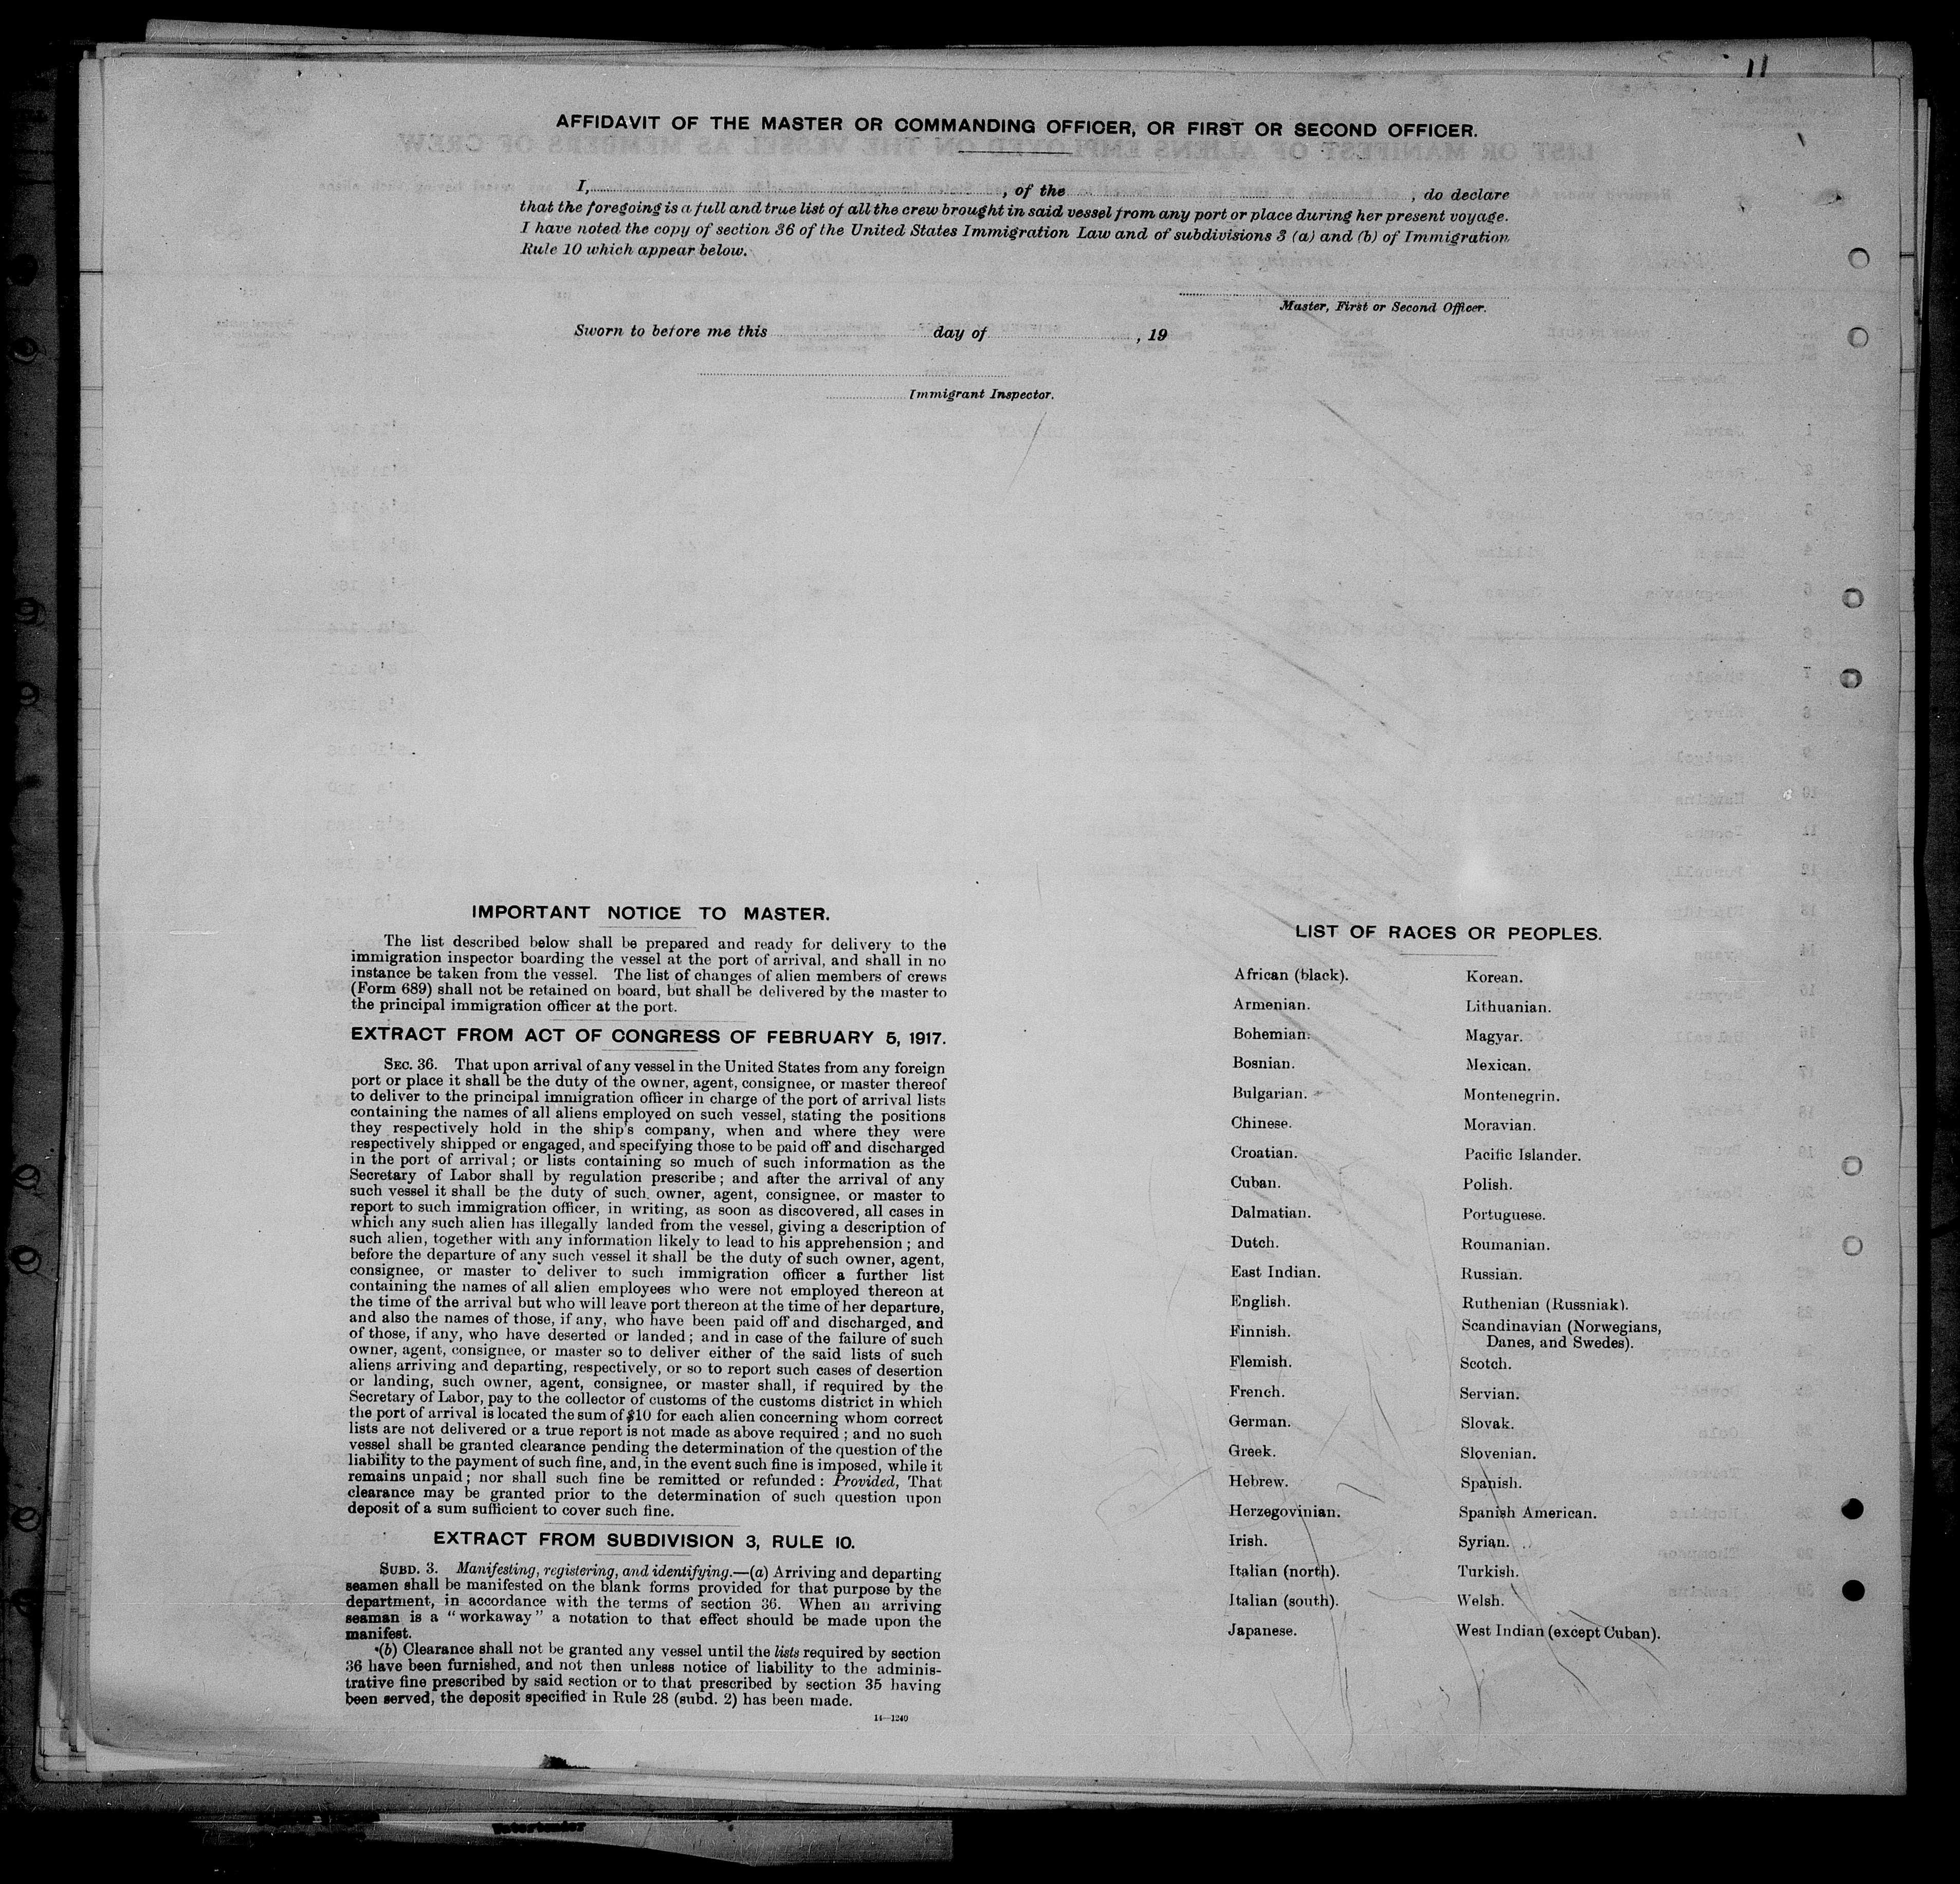 11
AFFIDAVIT OF THE MASTER OR COMMANDING OFFICER, OR FIRST OR SECOND OFFICER.
I, , of the , do declare
that the foregoing is a full and true list of all the crew brought in said vessel from any port or place during her present voyage.
I have noted the copy of section 36 of the United States Immigration Law and of subdivisions 3 (a) and (b) of Immigration
Rule 10 which appear below.
Master, First or Second Officer.
Sworn to before me this day of , 19
Immigrant Inspector.
IMPORTANT NOTICE TO MASTER.
The list described below shall be prepared and ready for delivery to the
immigration inspector boarding the vessel at the port of arrival, and shall in no
instance be taken from the vessel. The list of changes of alien members of crews
(Form 689) shall not be retained on board, but shall be delivered by the master to
the principal immigration officer at the port.
EXTRACT FROM ACT OF CONGRESS OF FEBRUARY 5, 1917.
SEC. 36. That upon arrival of any vessel in the United States from any foreign
port or place it shall be the duty of the owner, agent, consignee, or master thereof
to deliver to the principal immigration officer in charge of the port of arrival lists
containing the names of all aliens employed on such vessel, stating the positions
they respectively hold in the ship's company, when and where they were
respectively shipped or engaged, and specifying those to be paid off and discharged
in the port of arrival; or lists containing so much of such information as the
Secretary of Labor shall by regulation prescribe; and after the arrival of any
such vessel it shall be the duty of such owner, agent, consignee, or master to
report to such immigration officer, in writing, as soon as discovered, all cases in
which any such alien has illegally landed from the vessel, giving a description of
such alien, together with any information likely to lead to his apprehension; and
before the departure of any such vessel it shall be the duty of such owner, agent,
consignee, or master to deliver to such immigration officer a further list
containing the names of all alien employees who were not employed thereon at
the time of the arrival but who will leave port thereon at the time of her departure,
and also the names of those, if any, who have been paid off and discharged, and
of those, if any, who have deserted or landed; and in case of the failure of such
owner, agent, consignee, or master so to deliver either of the said lists of such
aliens arriving and departing, respectively, or so to report such cases of desertion
or landing, such owner, agent, consignee, or master shall, if required by the
Secretary of Labor, pay to the collector of customs of the customs district in which
the port of arrival is located the sum of $10 for each alien concerning whom correct
lists are not delivered or a true report is not made as above required; and no such
vessel shall be granted clearance pending the determination of the question of the
liability to the payment of such fine, and, in the event such fine is imposed, while it
remains unpaid; nor shall such fine be remitted or refunded: Provided, That
clearance may be granted prior to the determination of such question upon
deposit of a sum sufficient to cover such fine.
EXTRACT FROM SUBDIVISION 3, RULE 10.
SUBD. 3. Manifesting, registering, and identifying.—(a) Arriving and departing
seamen shall be manifested on the blank forms provided for that purpose by the
department, in accordance with the terms of section 36. When an arriving
seaman is a "workaway" a notation to that effect should be made upon the
manifest.
(b) Clearance shall not be granted any vessel until the lists required by section
36 have been furnished, and not then unless notice of liability to the adminis-
trative fine prescribed by said section or to that prescribed by section 35 having
been served, the deposit specified in Rule 28 (subd. 2) has been made.
14—1240
LIST OF RACES OR PEOPLES.
African (black).
Armenian.
Bohemian.
Bosnian.
Bulgarian.
Chinese.
Croatian.
Cuban.
Dalmatian.
Dutch.
East Indian.
English.
Finnish.
Flemish.
French.
German.
Greek.
Hebrew.
Herzegovinian.
Irish.
Italian (north).
Italian (south).
Japanese.
Korean.
Lithuanian.
Magyar.
Mexican.
Montenegrin.
Moravian.
Pacific Islander.
Polish.
Portuguese.
Roumanian.
Russian.
Ruthenian (Russniak).
Scandinavian (Norwegians,
Danes, and Swedes).
Scotch.
Servian.
Slovak.
Slovenian.
Spanish.
Spanish American.
Syrian.
Turkish.
Welsh.
West Indian (except Cuban).